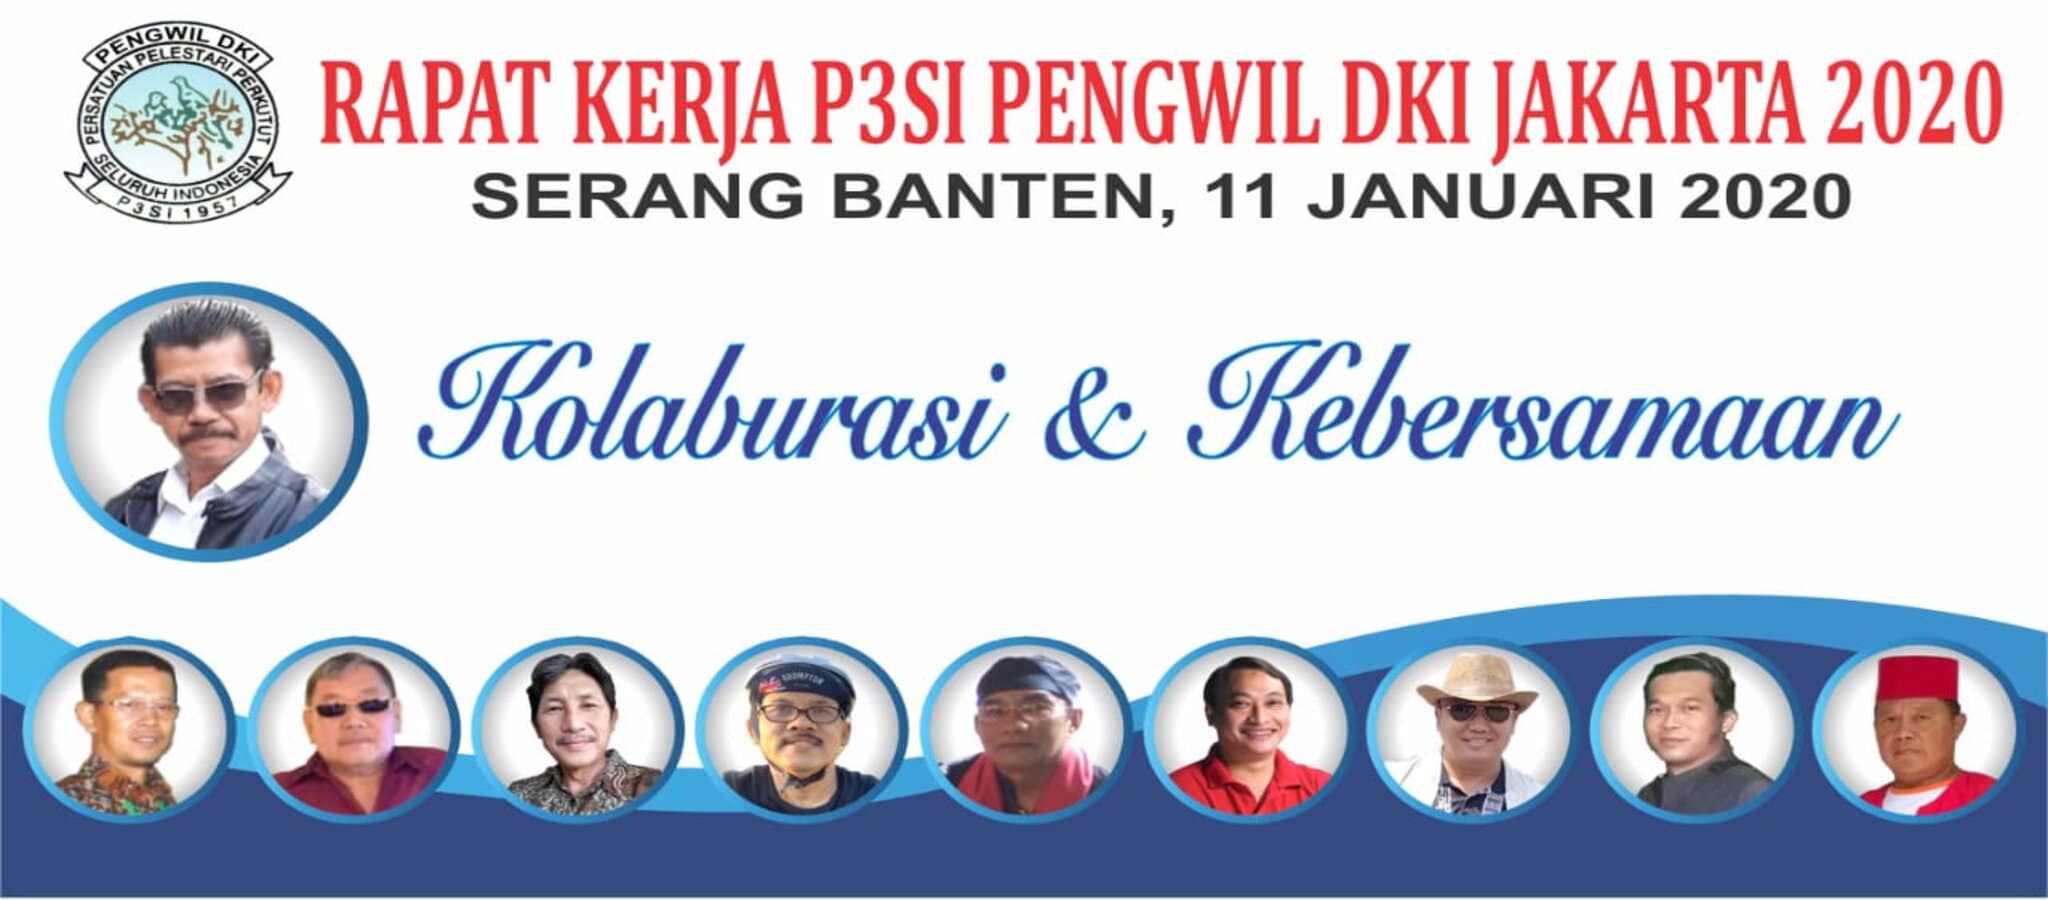 PENGWIL DKI
PERSATUAN PELESTARI PERKUTUT
SELURUH INDONESIA
P3SI 1957
RAPAT KERJA P3SI PENGWIL DKI JAKARTA 2020
SERANG BANTEN, 11 JANUARI 2020
Kolaburasi & Kebersamaan
BROMPTON